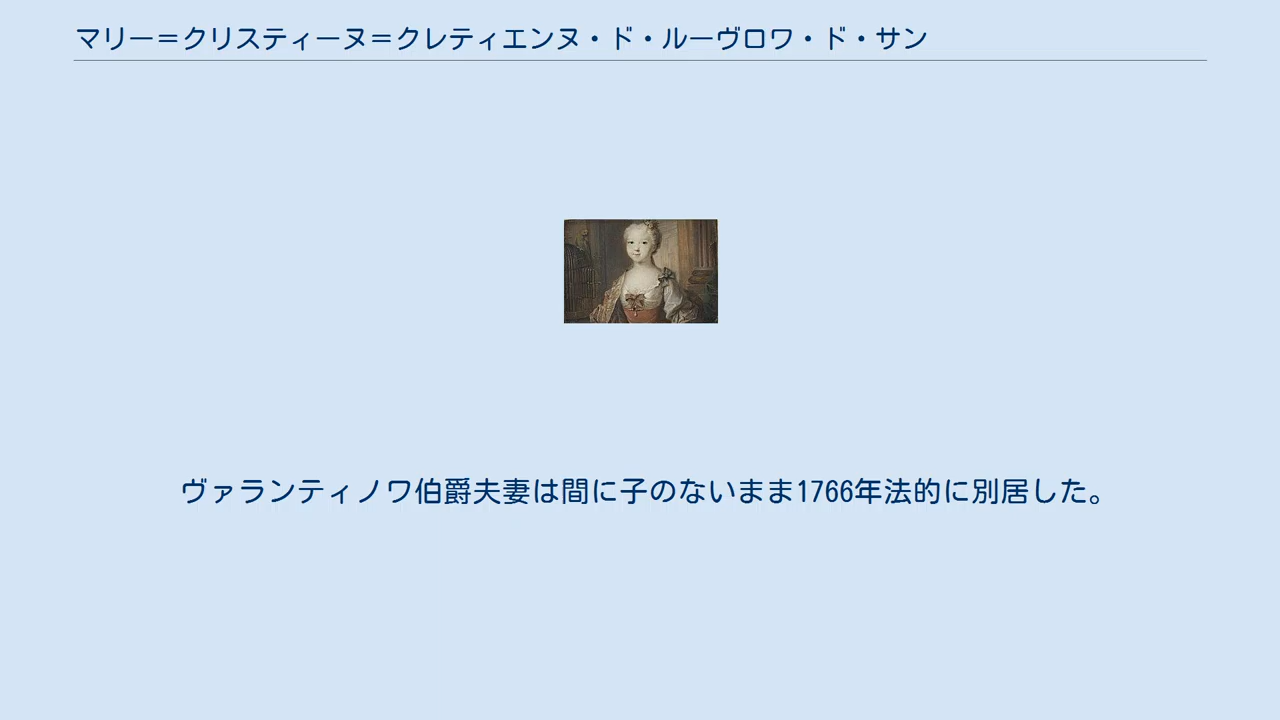 マリー＝クリスティーヌ＝クレティエンヌ・ド・ルーヴロワ・ド・サン
ヴァランティノワ伯爵夫妻は間に子のないまま1766年法的に別居した。